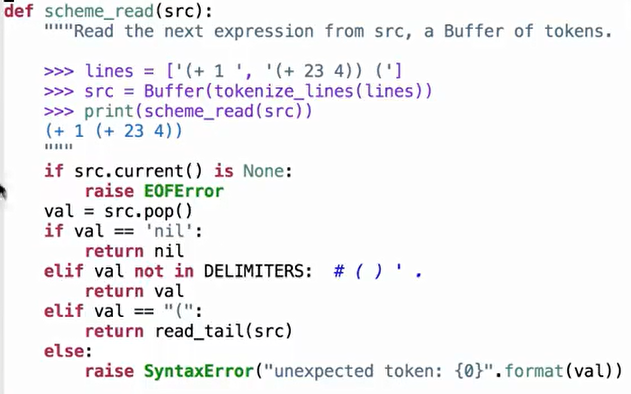 def scheme_read(src):
    """Read the next expression from src, a Buffer of tokens.

    >>> lines = ['(+ 1 ', '(+ 23 4)) (']
    >>> src = Buffer(tokenize_lines(lines))
    >>> print(scheme_read(src))
    (+ 1 (+ 23 4))
    """
    if src.current() is None:
        raise EOFError
    val = src.pop()
    if val == 'nil':
        return nil
    elif val not in DELIMITERS:  # ( ) ' .
        return val
    elif val == "(":
        return read_tail(src)
    else:
        raise SyntaxError("unexpected token: {0}".format(val))